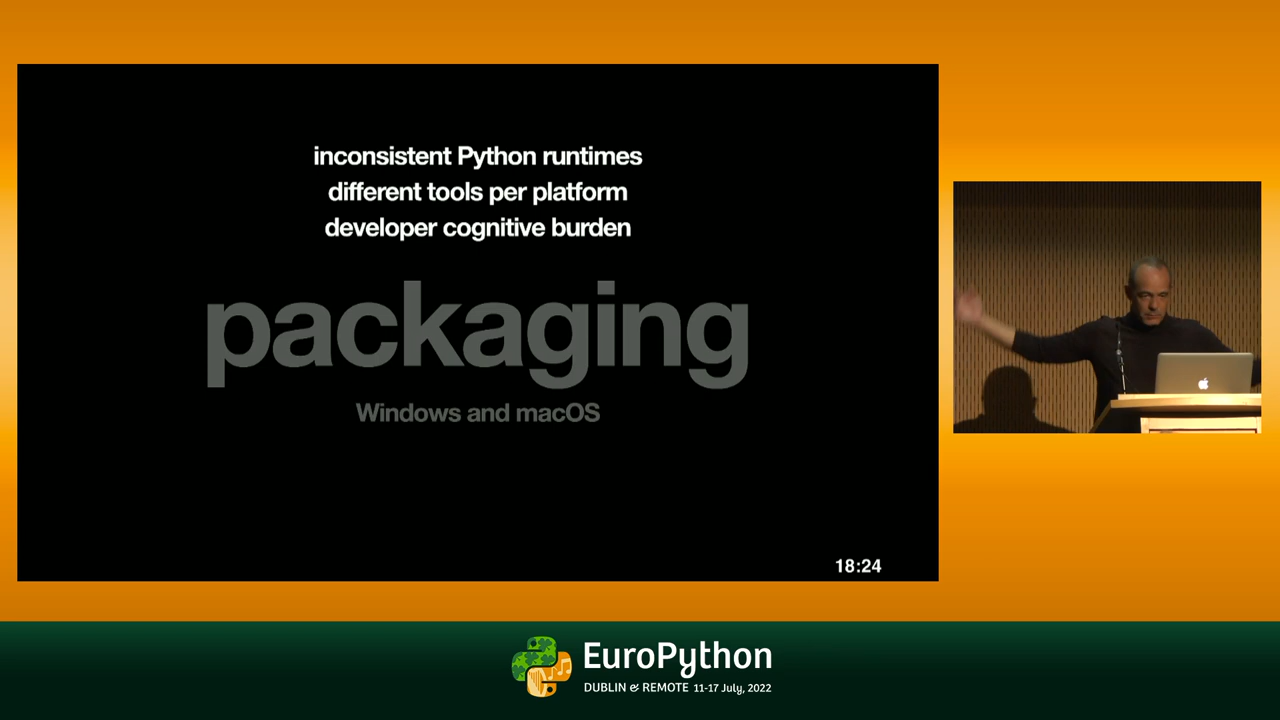 inconsistent Python runtimes
different tools per platform
developer cognitive burden
packaging
Windows and macOS
18:24
EuroPython
DUBLIN & REMOTE 11-17 July, 2022